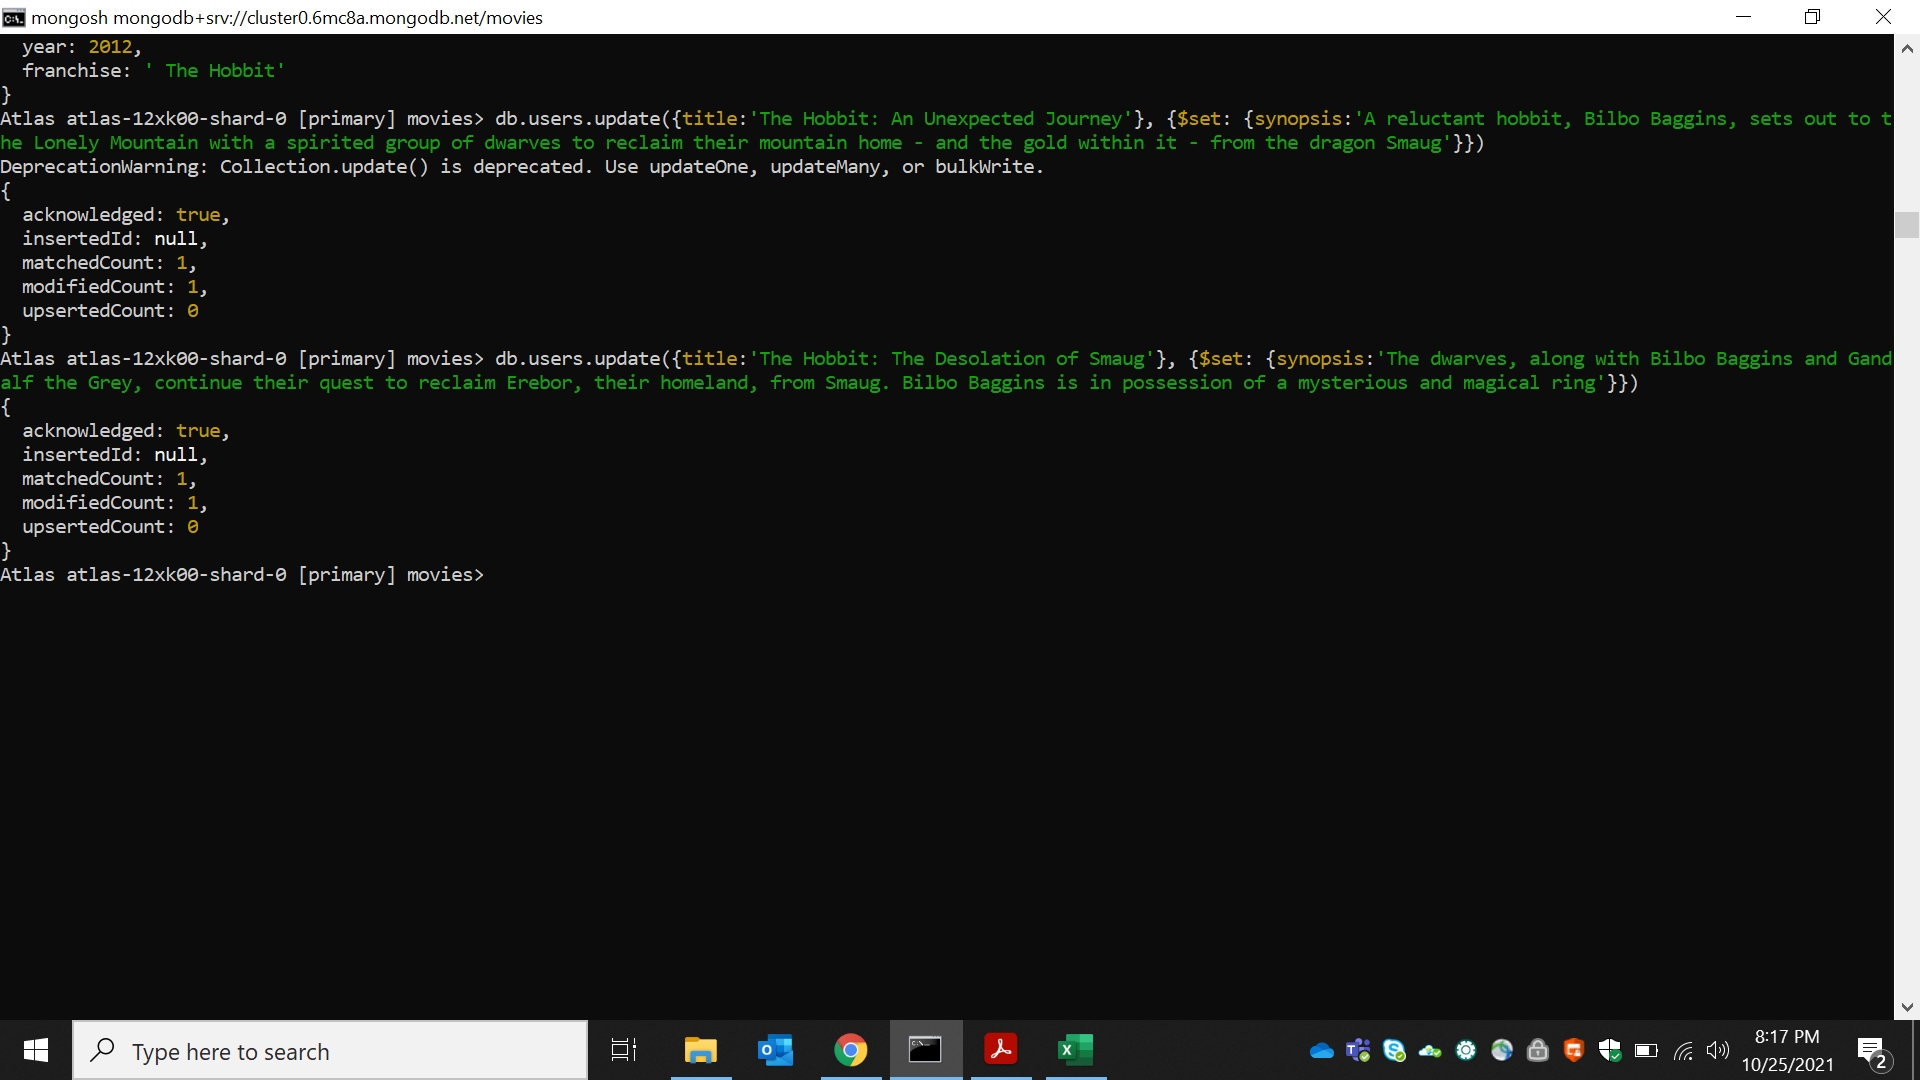 mongosh mongodb+srv://cluster0.6mc8a.mongodb.net/movies
  year: 2012,
  franchise: ' The Hobbit'
}
Atlas atlas-12xk00-shard-0 [primary] movies> db.users.update({title:'The Hobbit: An Unexpected Journey'}, {$set: {synopsis:'A reluctant hobbit, Bilbo Baggins, sets out to t
he Lonely Mountain with a spirited group of dwarves to reclaim their mountain home - and the gold within it - from the dragon Smaug'}})
DeprecationWarning: Collection.update() is deprecated. Use updateOne, updateMany, or bulkWrite.
{
  acknowledged: true,
  insertedId: null,
  matchedCount: 1,
  modifiedCount: 1,
  upsertedCount: 0
}
Atlas atlas-12xk00-shard-0 [primary] movies> db.users.update({title:'The Hobbit: The Desolation of Smaug'}, {$set: {synopsis:'The dwarves, along with Bilbo Baggins and Gand
alf the Grey, continue their quest to reclaim Erebor, their homeland, from Smaug. Bilbo Baggins is in possession of a mysterious and magical ring'}})
{
  acknowledged: true,
  insertedId: null,
  matchedCount: 1,
  modifiedCount: 1,
  upsertedCount: 0
}
Atlas atlas-12xk00-shard-0 [primary] movies>
Type here to search
8:17 PM
10/25/2021
2